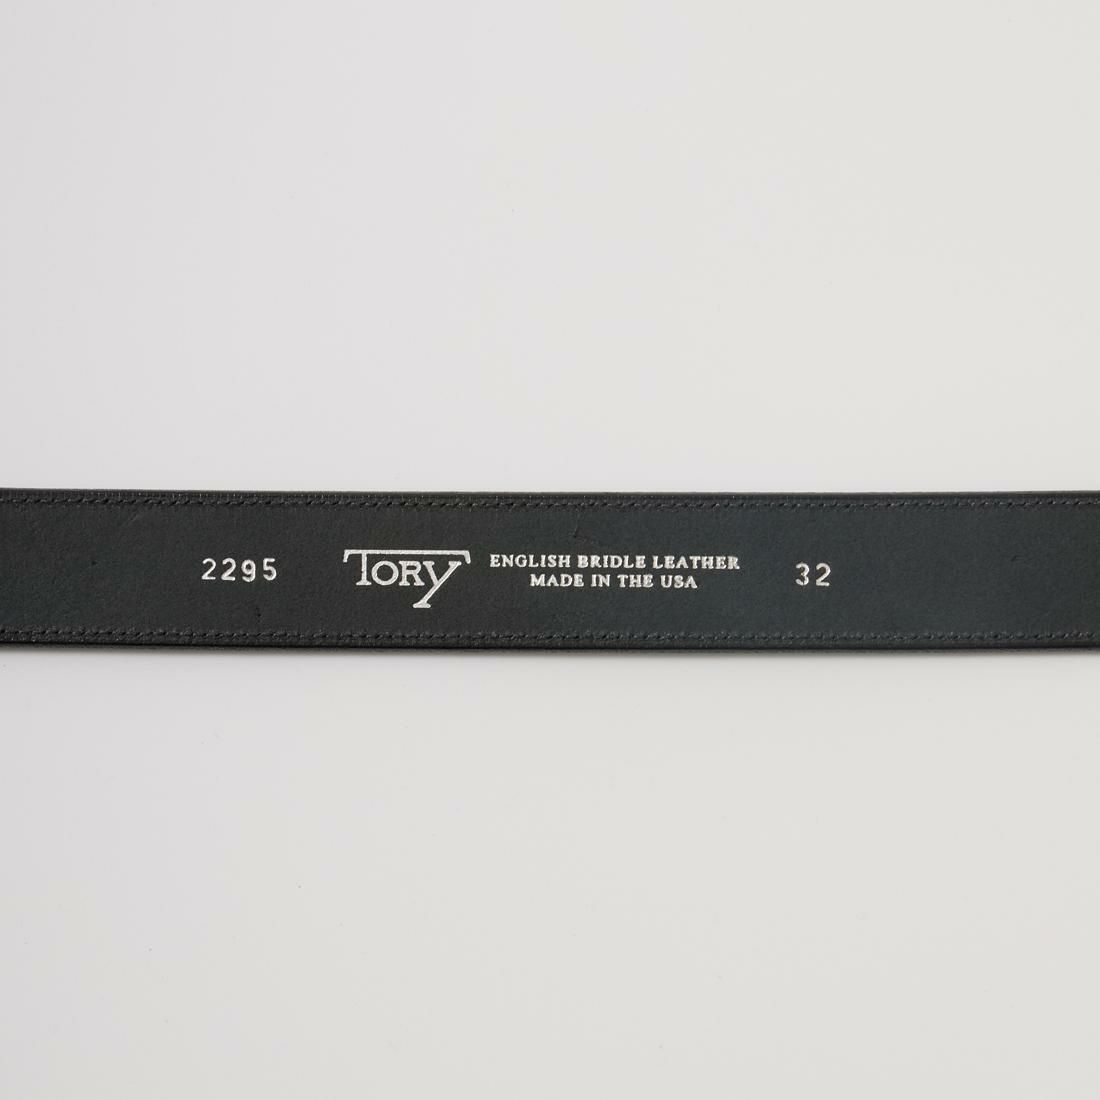 2295
TORY
ENGLISH BRIDLE LEATHER
MADE IN THE USA
32